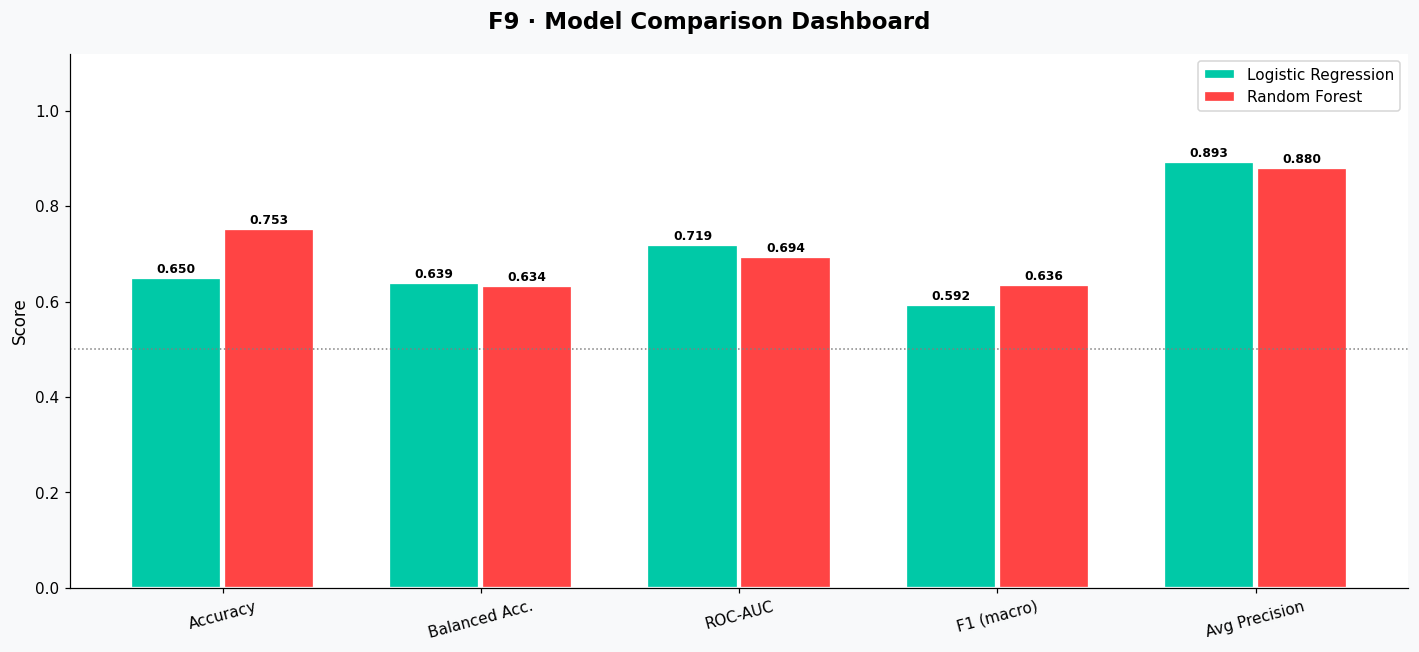 F9 · Model Comparison Dashboard
Logistic Regression
Random Forest
Score
1.0
0.8
0.6
0.4
0.2
0.0
0.650
0.753
0.639
0.634
0.719
0.694
0.592
0.636
0.893
0.880
Accuracy
Balanced Acc.
ROC-AUC
F1 (macro)
Avg Precision